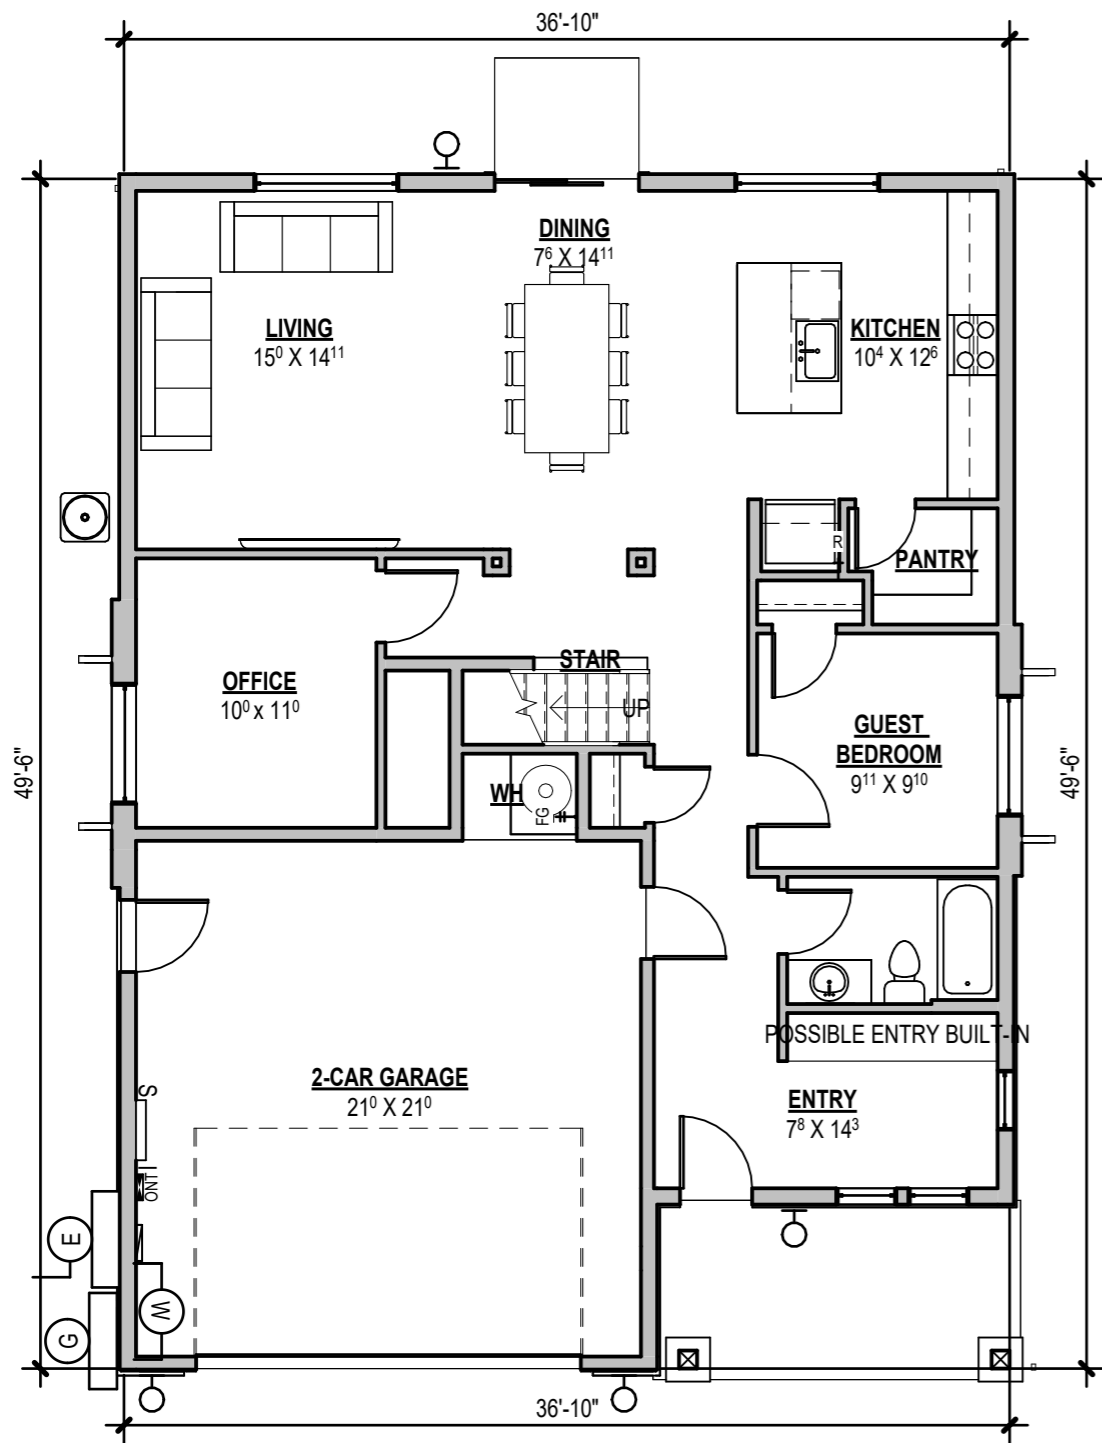 36'-10"
DINING
7⁶ X 14¹¹
LIVING
15⁰ X 14¹¹
KITCHEN
10⁴ X 12⁶
R
PANTRY
STAIR
UP
OFFICE
10⁰ x 11⁰
GUEST
BEDROOM
9¹¹ X 9¹⁰
49'-6"
49'-6"
WH
FG
POSSIBLE ENTRY BUILT-IN
2-CAR GARAGE
21⁰ X 21⁰
S
ENTRY
7⁸ X 14³
ONT
E
W
G
36'-10"